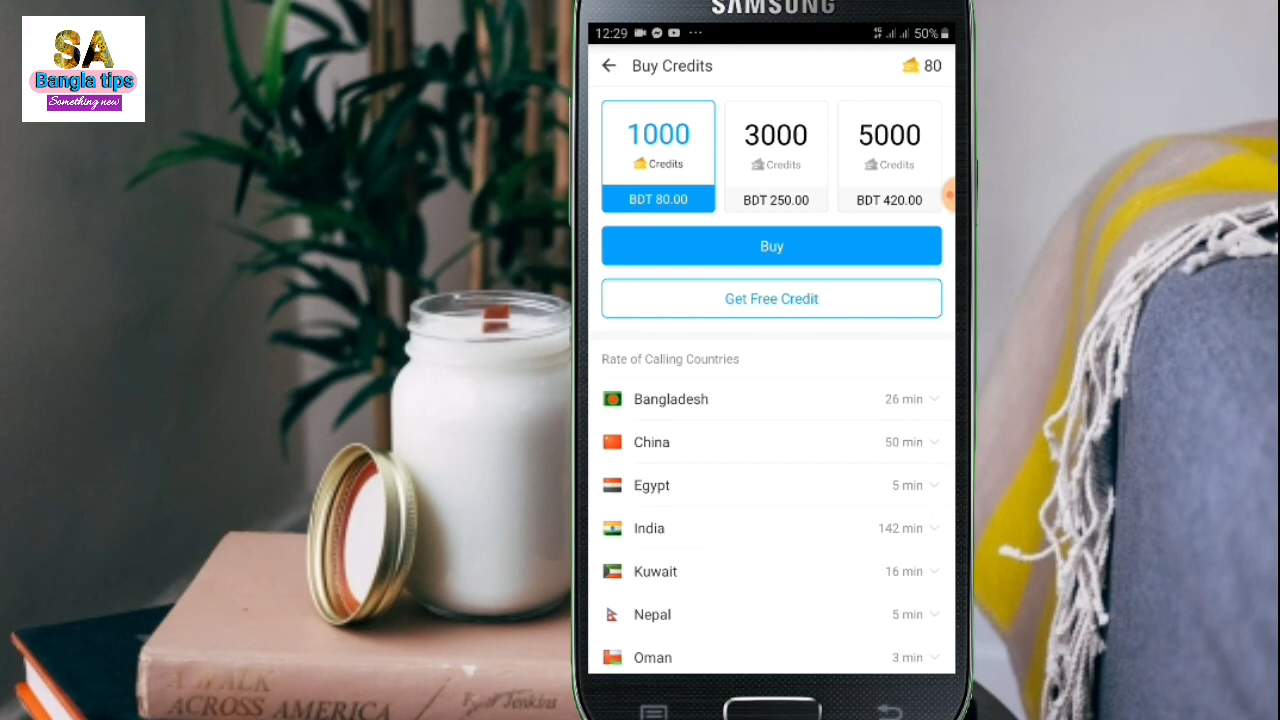 SA
Bangla tips
Something new
SAMSUNG
12:29
50%
Buy Credits
80
1000
Credits
BDT 80.00
3000
Credits
BDT 250.00
5000
Credits
BDT 420.00
Buy
Get Free Credit
Rate of Calling Countries
Bangladesh 26 min
China 50 min
Egypt 5 min
India 142 min
Kuwait 16 min
Nepal 5 min
Oman 3 min
A WALK
ACROSS AMERICA
Jenkins